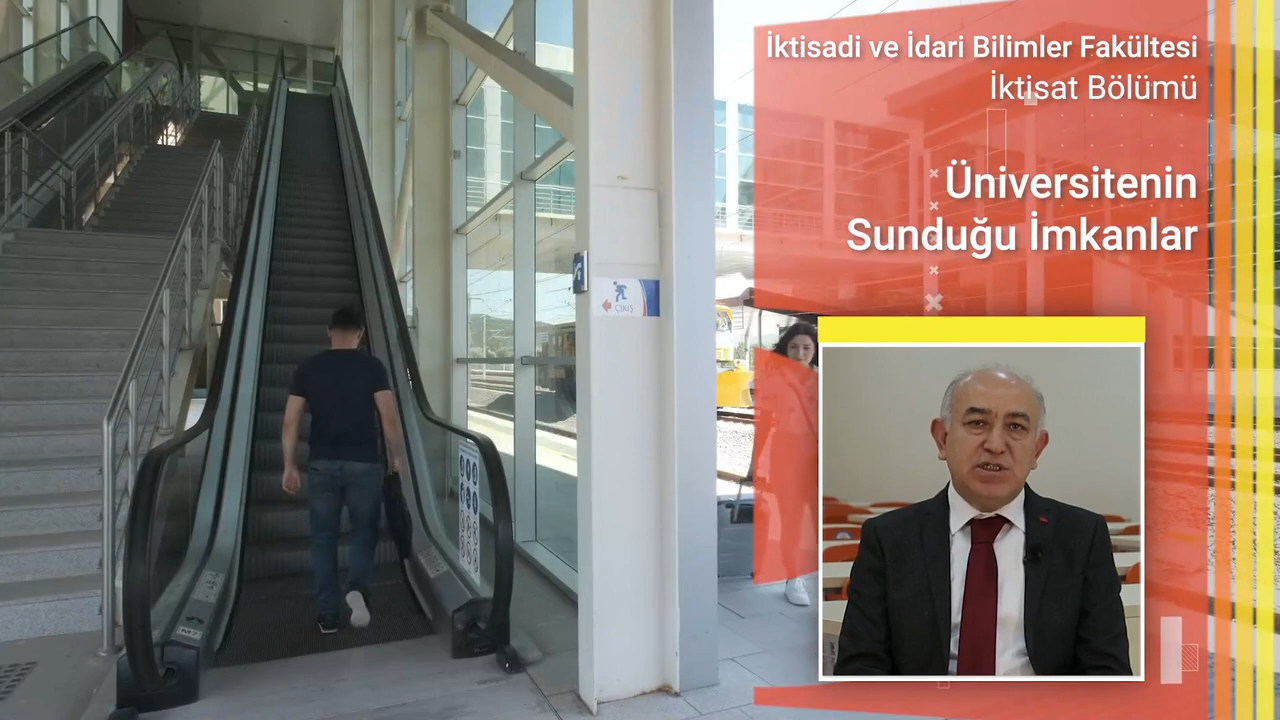 İktisadi ve İdari Bilimler Fakültesi
İktisat Bölümü
Üniversitenin
Sunduğu İmkanlar
ÇIKIŞ